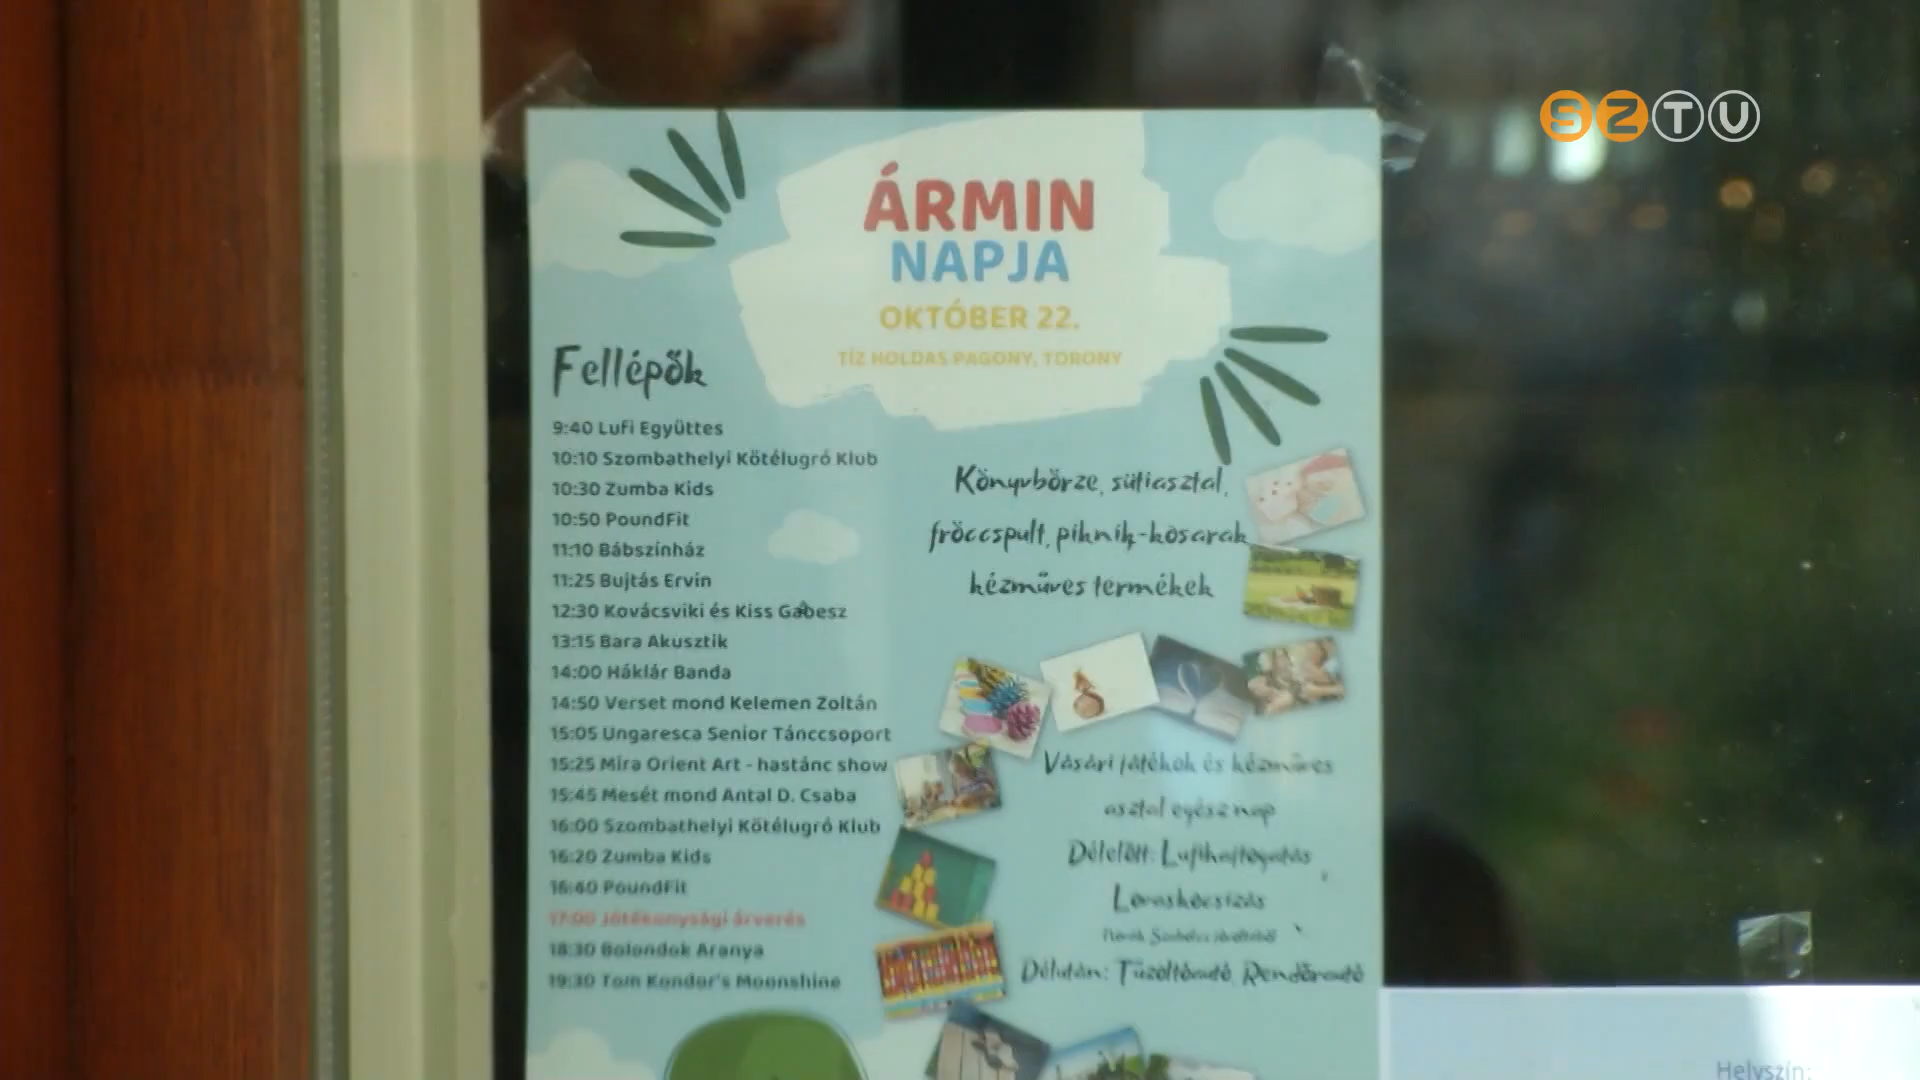 SZTV
ÁRMIN
NAPJA
OKTÓBER 22.
TÍZ HOLDAS PAGONY, TORONY
Fellépők
9:40 Lufi Együttes
10:10 Szombathelyi Kötélugró Klub
10:30 Zumba Kids
10:50 PoundFit
11:10 Bábszínház
11:25 Bujtás Ervin
12:30 Kovácsviki és Kiss Gabesz
13:15 Bara Akusztik
14:00 Háklár Banda
14:50 Verset mond Kelemen Zoltán
15:05 Ungaresca Senior Tánccsoport
15:25 Mira Orient Art - hastánc show
15:45 Mesét mond Antal D. Csaba
16:00 Szombathelyi Kötélugró Klub
16:20 Zumba Kids
16:40 PoundFit
17:00 Jótékonysági árverés
18:30 Bolondok Aranya
19:30 Tom Kondor's Moonshine
Könyvbörze, sütiasztal,
fröccspult, piknik-kosarak
kézműves termékek
Vásári játékok és kézműves
asztal egész nap
Délelőtt: Lufihajtogatás,
Lovaskocsizás
Délután: Tűzoltóautó, Rendőrautó
Helyszín: